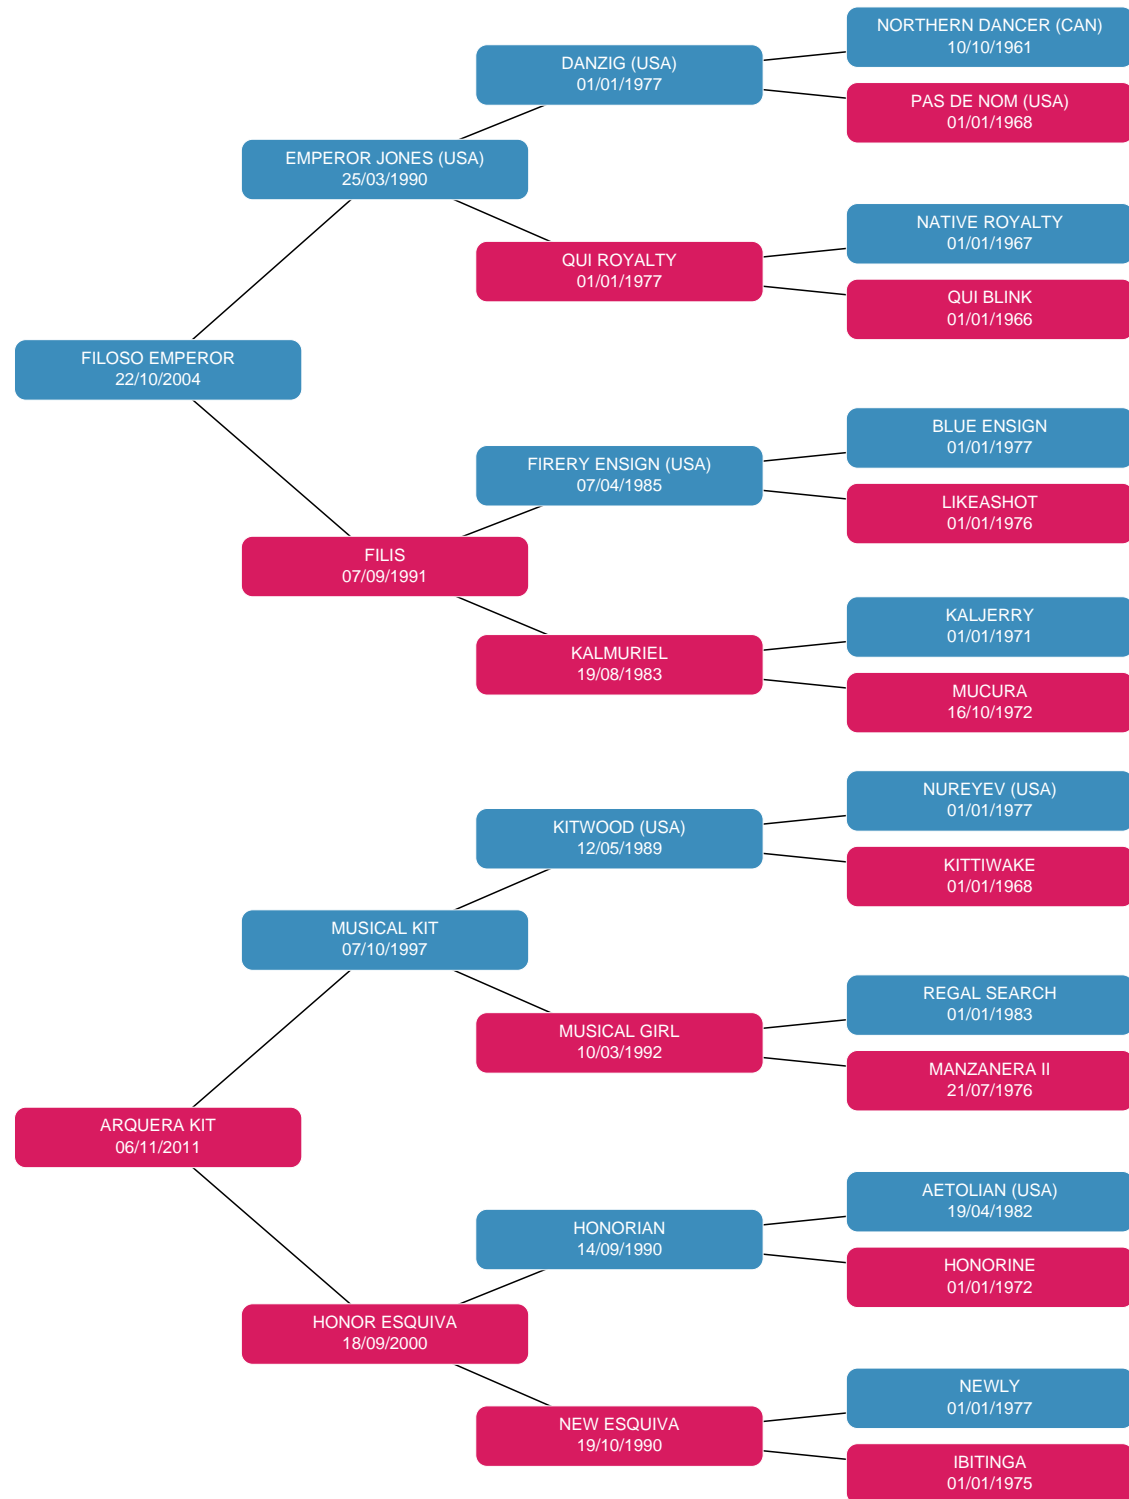 NORTHERN DANCER (CAN)
10/10/1961
DANZIG (USA)
01/01/1977
PAS DE NOM (USA)
01/01/1968
EMPEROR JONES (USA)
25/03/1990
NATIVE ROYALTY
01/01/1967
QUI ROYALTY
01/01/1977
QUI BLINK
01/01/1966
FILOSO EMPEROR
22/10/2004
BLUE ENSIGN
01/01/1977
FIRERY ENSIGN (USA)
07/04/1985
LIKEASHOT
01/01/1976
FILIS
07/09/1991
KALJERRY
01/01/1971
KALMURIEL
19/08/1983
MUCURA
16/10/1972
NUREYEV (USA)
01/01/1977
KITWOOD (USA)
12/05/1989
KITTIWAKE
01/01/1968
MUSICAL KIT
07/10/1997
REGAL SEARCH
01/01/1983
MUSICAL GIRL
10/03/1992
MANZANERA II
21/07/1976
ARQUERA KIT
06/11/2011
AETOLIAN (USA)
19/04/1982
HONORIAN
14/09/1990
HONORINE
01/01/1972
HONOR ESQUIVA
18/09/2000
NEWLY
01/01/1977
NEW ESQUIVA
19/10/1990
IBITINGA
01/01/1975